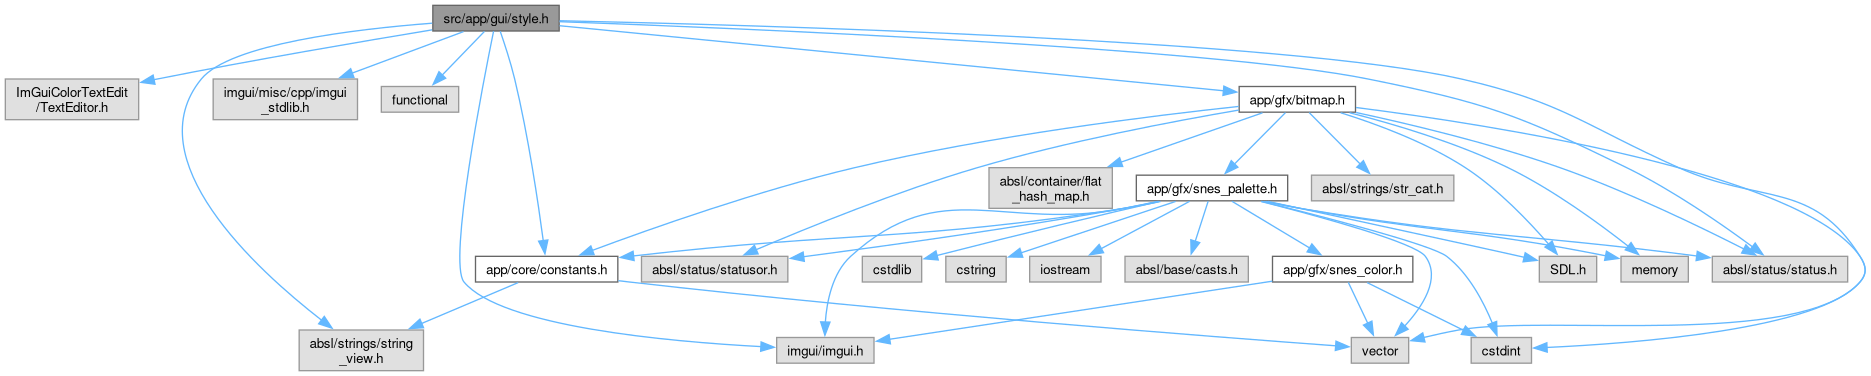 src/app/gui/style.h
ImGuiColorTextEdit
/TextEditor.h
imgui/misc/cpp/imgui
_stdlib.h
functional
app/gfx/bitmap.h
absl/container/flat
_hash_map.h
app/gfx/snes_palette.h
absl/strings/str_cat.h
app/core/constants.h
absl/status/statusor.h
cstdlib
cstring
iostream
absl/base/casts.h
app/gfx/snes_color.h
SDL.h
memory
absl/status/status.h
absl/strings/string
_view.h
imgui/imgui.h
vector
cstdint